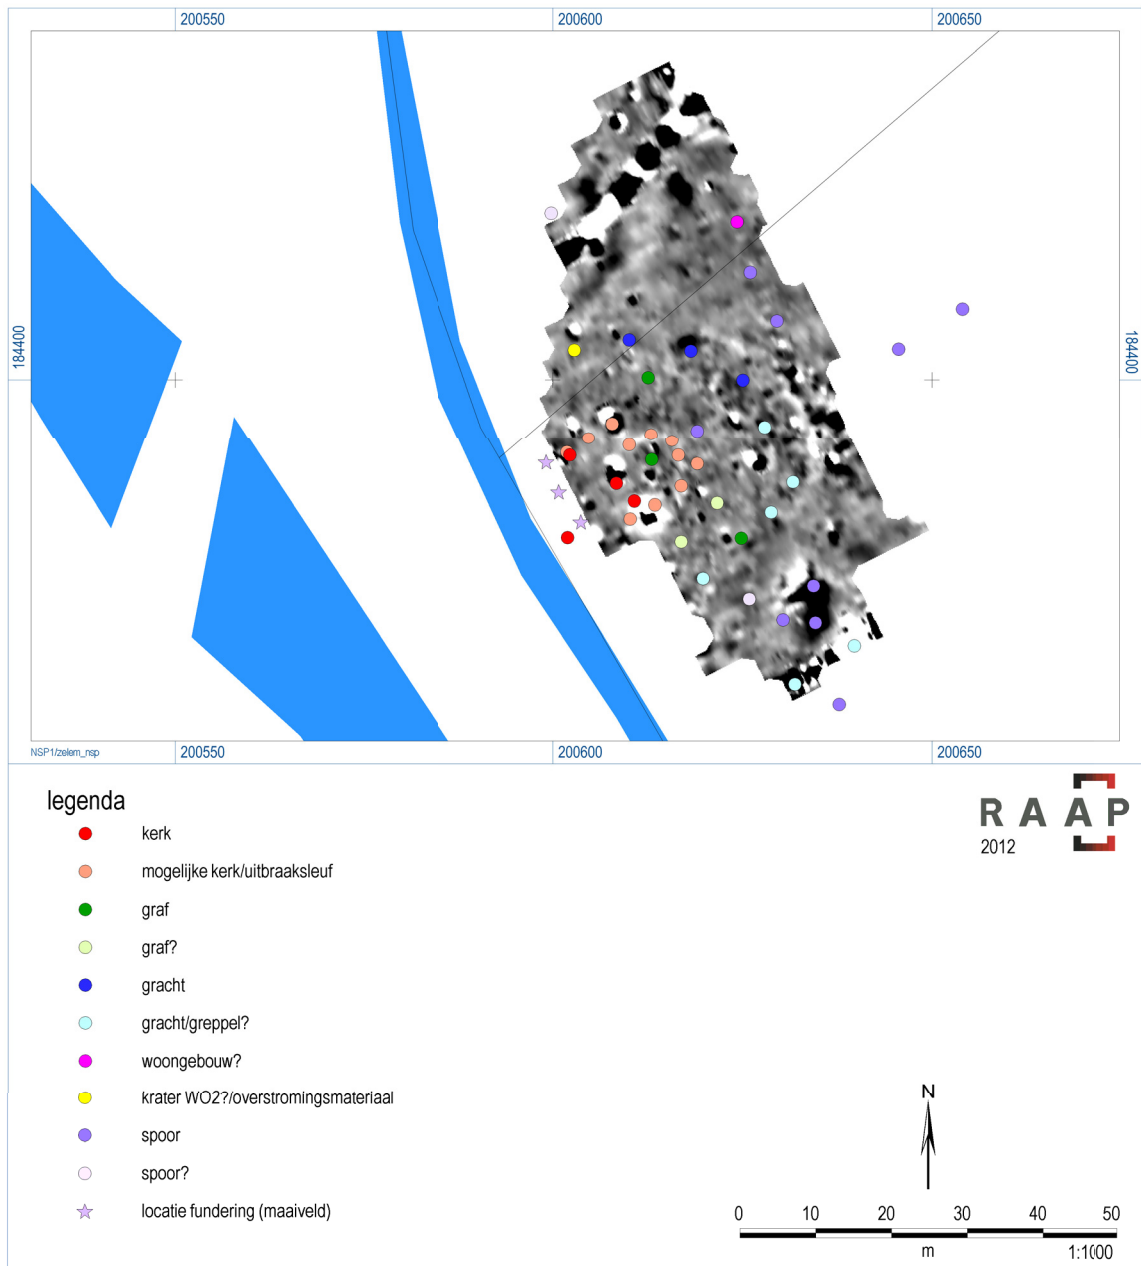 200550 200600 200650
184400 184400
NSP1/zelem_nsp
200550 200600 200650
legenda
kerk
mogelijke kerk/uitbraaksleuf
graf
graf?
gracht
gracht/greppel?
woongebouw?
krater WO2?/overstromingsmateriaal
spoor
spoor?
locatie fundering (maaiveld)
RAAP
2012
N
0 10 20 30 40 50
m 1:1000